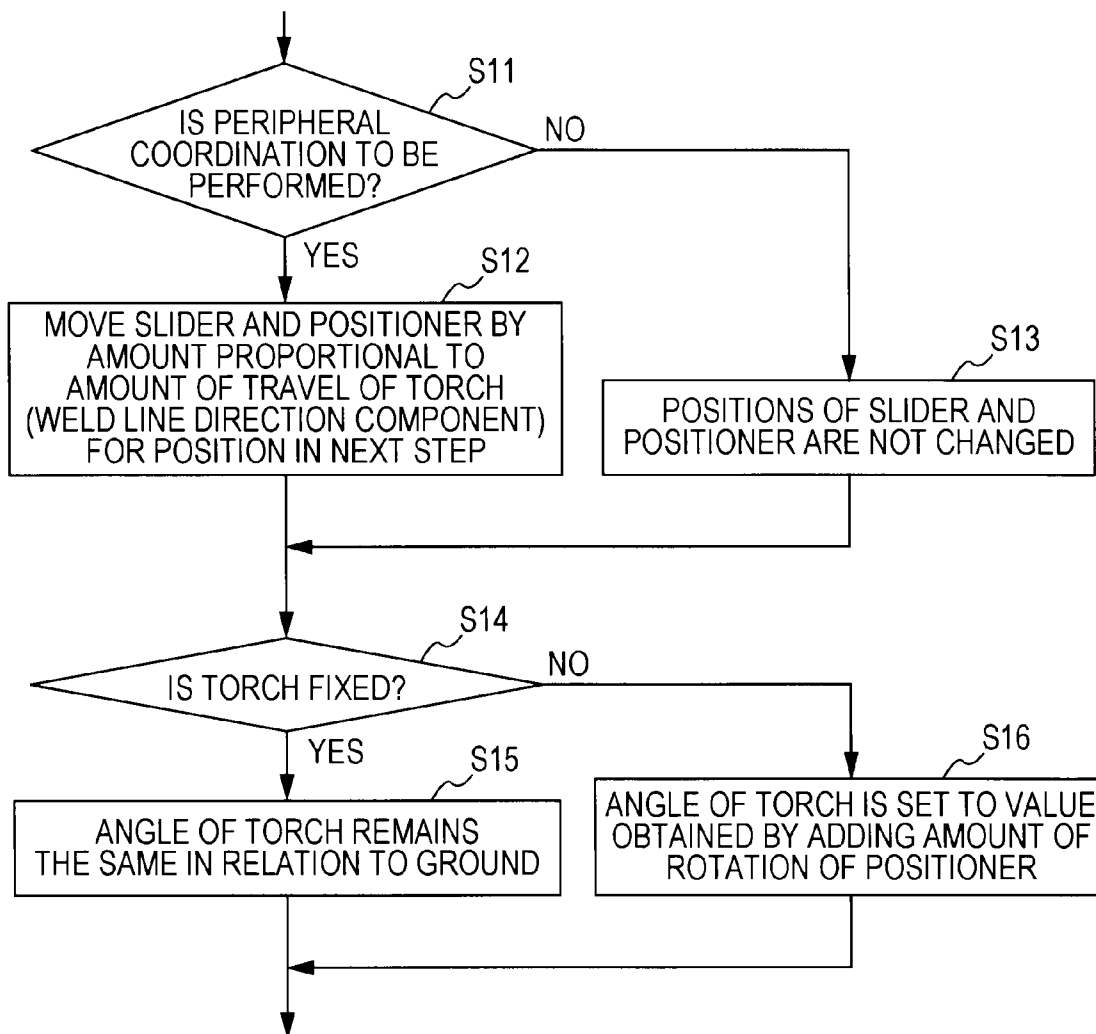 S11
IS PERIPHERAL
COORDINATION TO BE
PERFORMED?
NO
YES
S12
MOVE SLIDER AND POSITIONER BY
AMOUNT PROPORTIONAL TO
AMOUNT OF TRAVEL OF TORCH
(WELD LINE DIRECTION COMPONENT)
FOR POSITION IN NEXT STEP
S13
POSITIONS OF SLIDER AND
POSITIONER ARE NOT CHANGED
S14
IS TORCH FIXED?
NO
YES
S15
ANGLE OF TORCH REMAINS
THE SAME IN RELATION TO GROUND
S16
ANGLE OF TORCH IS SET TO VALUE
OBTAINED BY ADDING AMOUNT OF
ROTATION OF POSITIONER